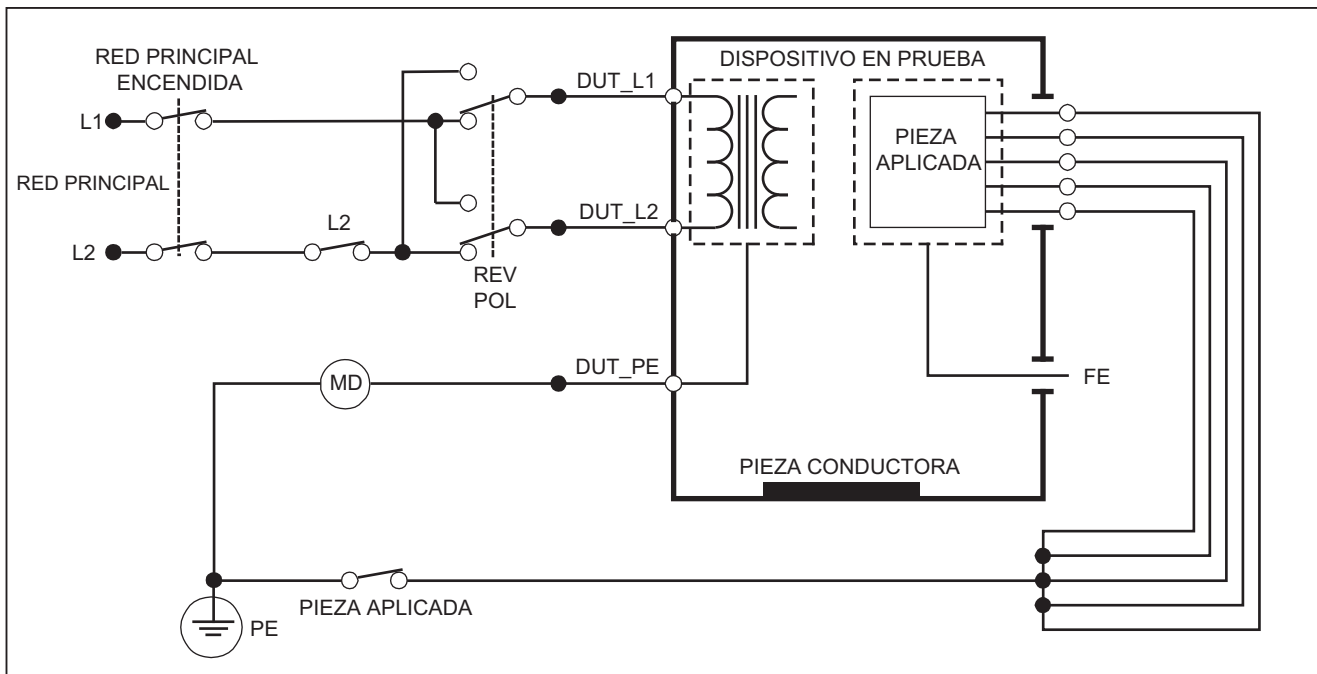 RED PRINCIPAL
ENCENDIDA
DISPOSITIVO EN PRUEBA
DUT_L1
L1
PIEZA
APLICADA
RED PRINCIPAL
L2
L2
DUT_L2
REV
POL
DUT_PE
MD
FE
PIEZA CONDUCTORA
PIEZA APLICADA
PE